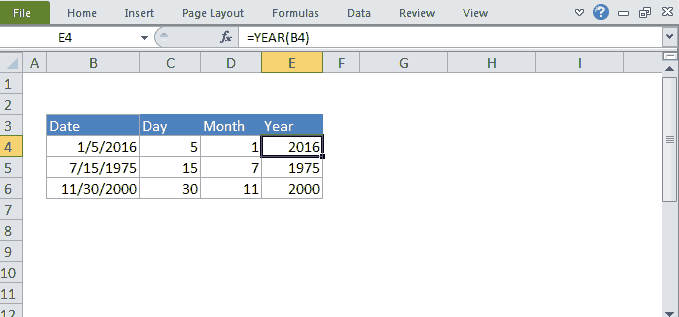 File Home Insert Page Layout Formulas Data Review View
E4 fx =YEAR(B4)
A B C D E F G H I
1
2
3 Date Day Month Year
4 1/5/2016 5 1 2016
5 7/15/1975 15 7 1975
6 11/30/2000 30 11 2000
7
8
9
10
11
12